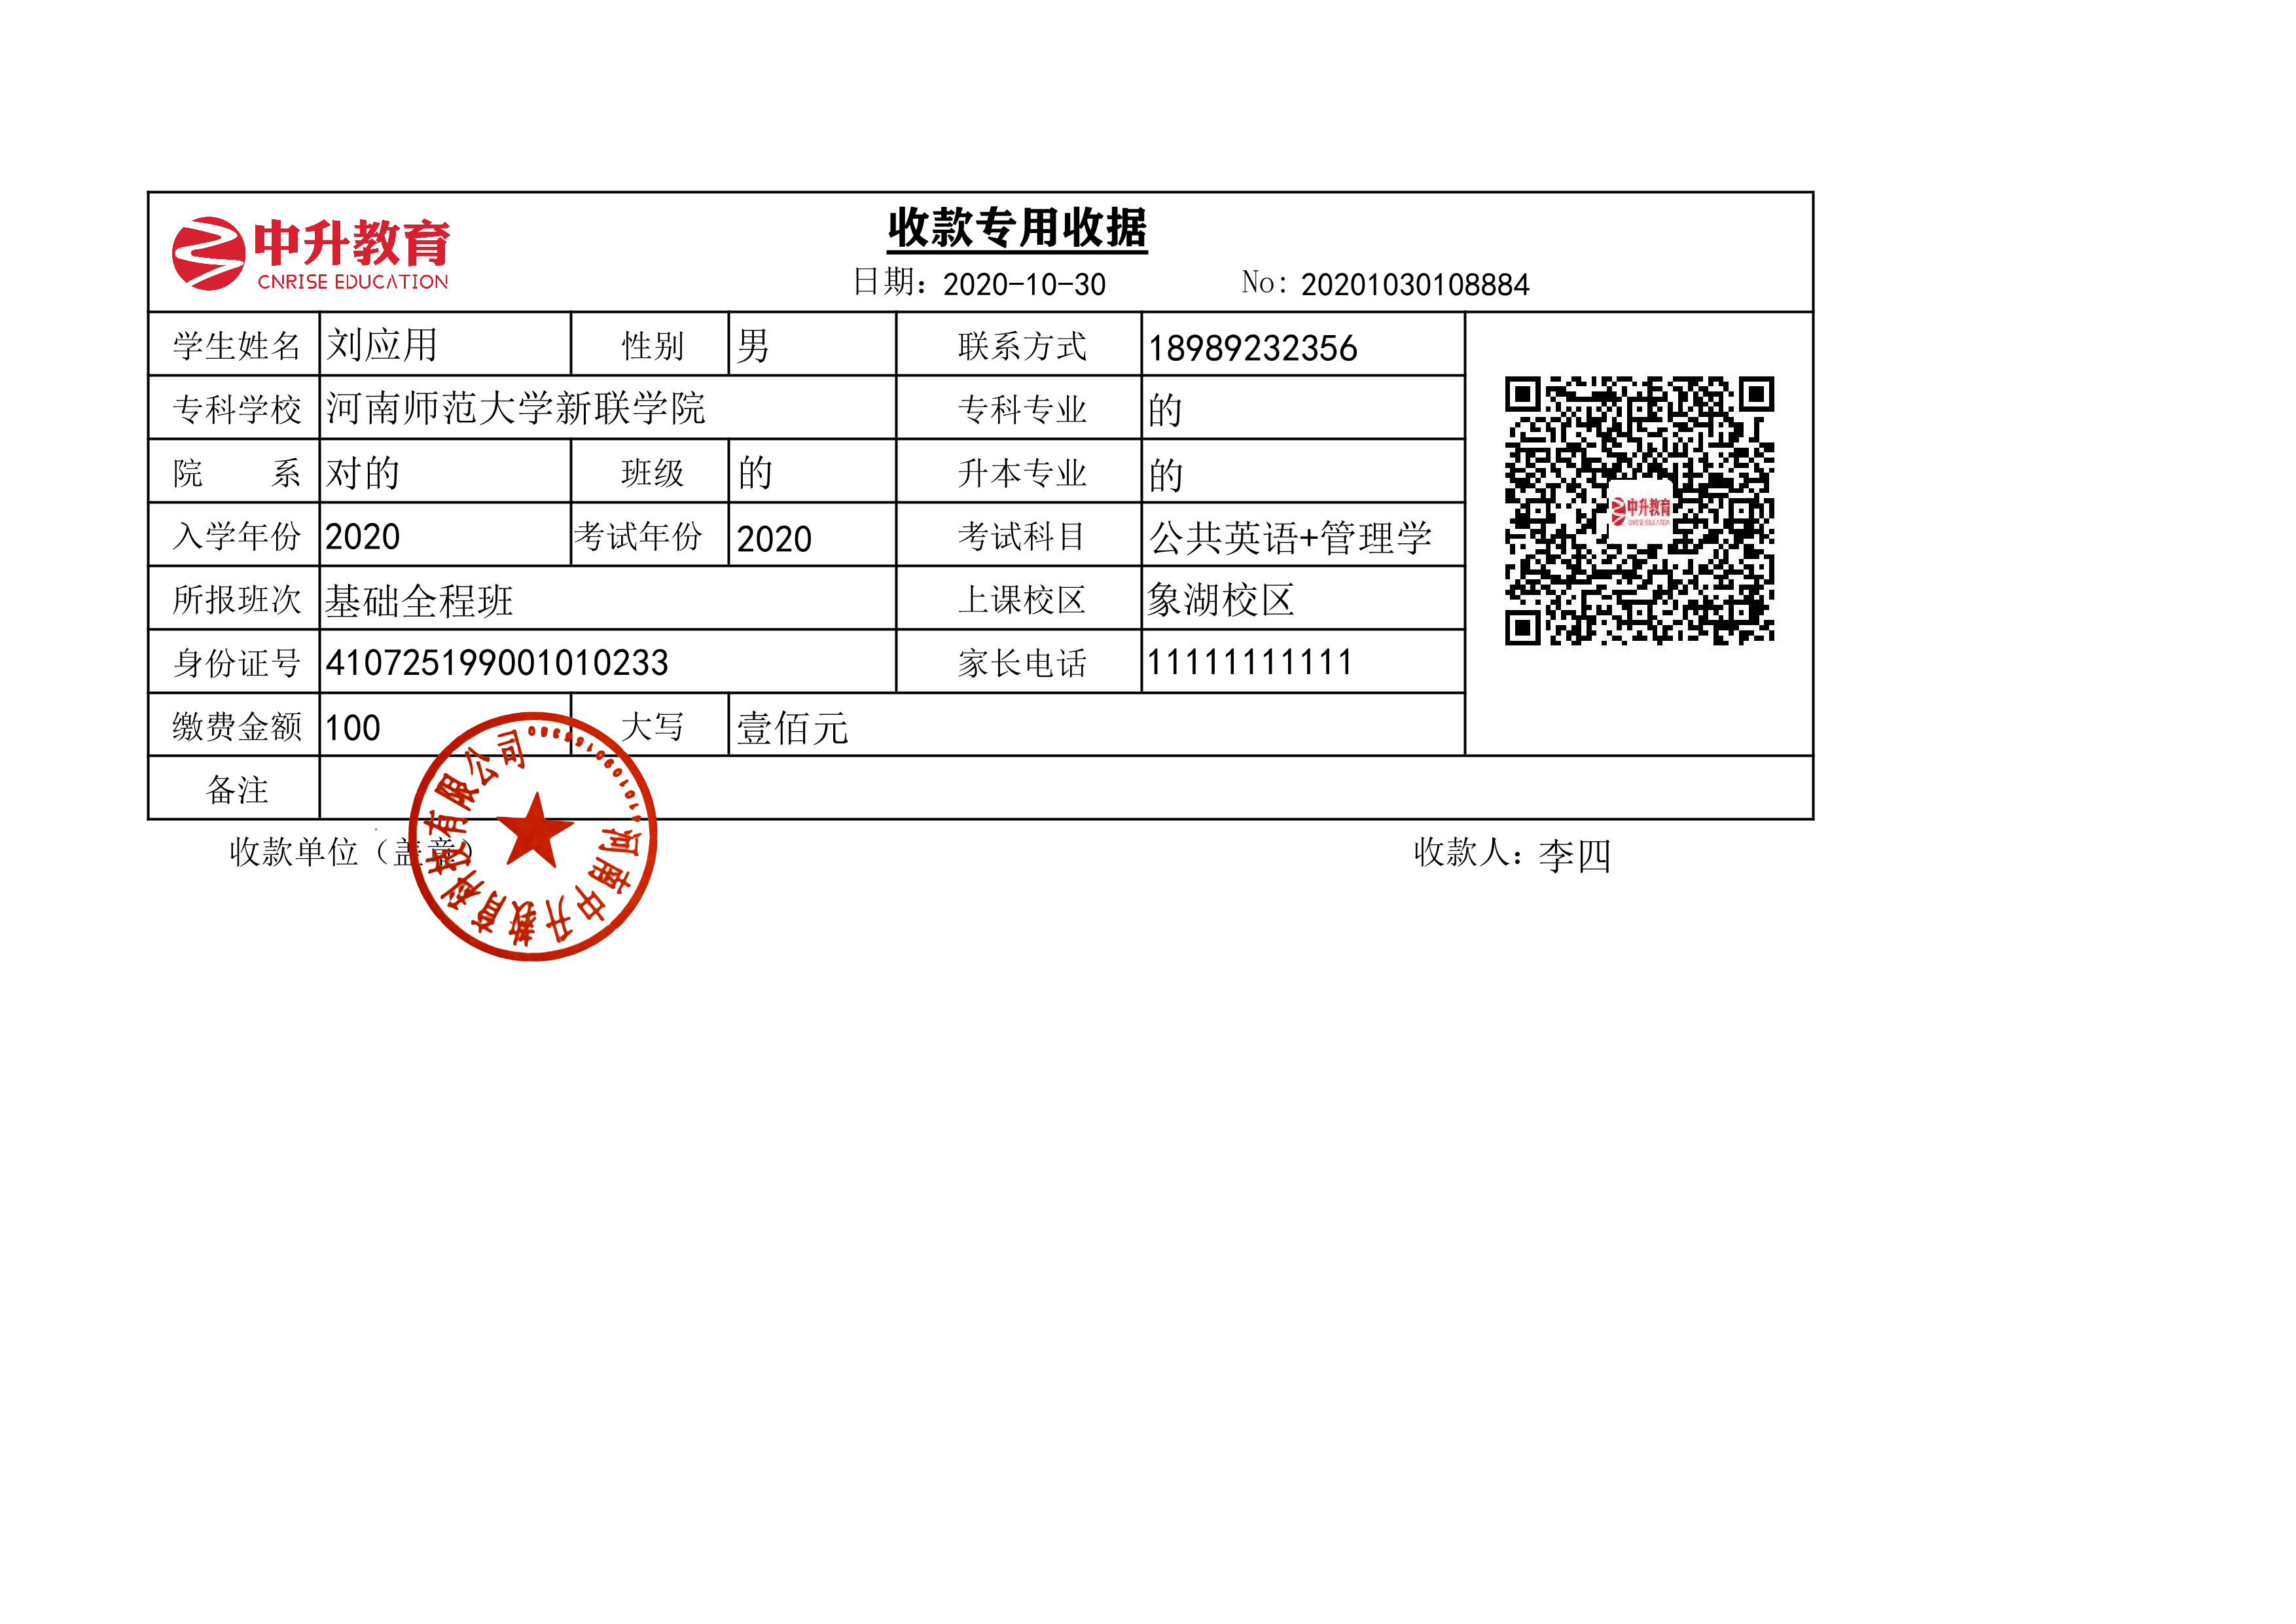 中升教育
CNRISE EDUCATION
收款专用收据
日期：2020-10-30 No：20201030108884
学生姓名 刘应用 性别 男 联系方式 18989232356
专科学校 河南师范大学新联学院 专科专业 的
院 系 对的 班级 的 升本专业 的
中升教育
CNRISE EDUCATION
入学年份 2020 考试年份 2020 考试科目 公共英语+管理学
所报班次 基础全程班 上课校区 象湖校区
身份证号 410725199001010233 家长电话 11111111111
缴费金额 100 大写 壹佰元
备注
收款单位（盖章） 收款人：李四
河南中升教育科技有限公司